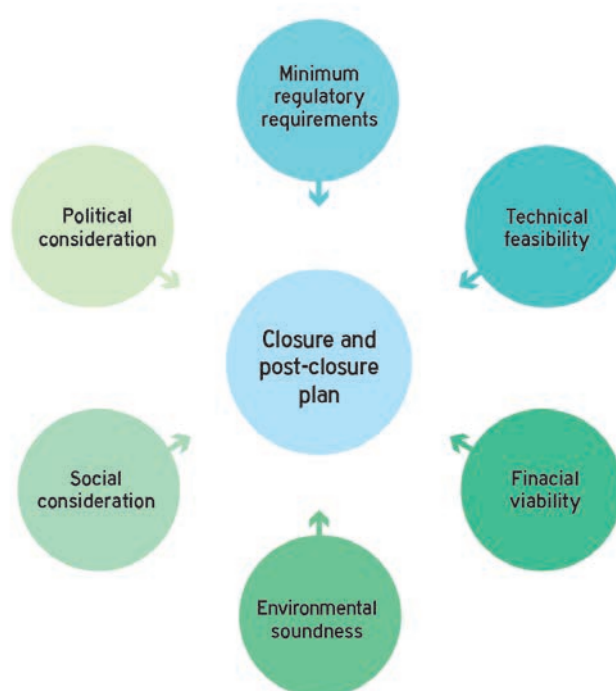 Minimum
regulatory
requirements
Political
consideration
Technical
feasibility
Closure and
post-closure
plan
Social
consideration
Finacial
viability
Environmental
soundness